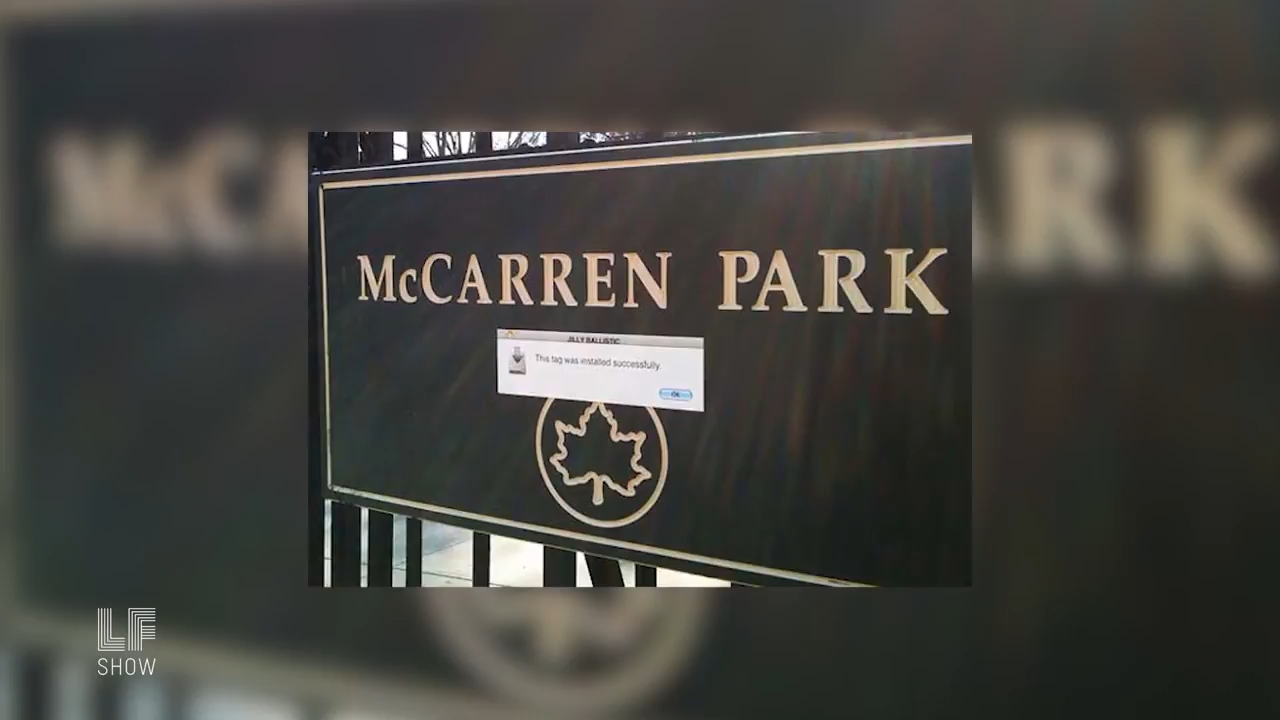 McCARREN PARK
JILLY BALLISTIC
This tag was installed successfully.
OK
LF
SHOW